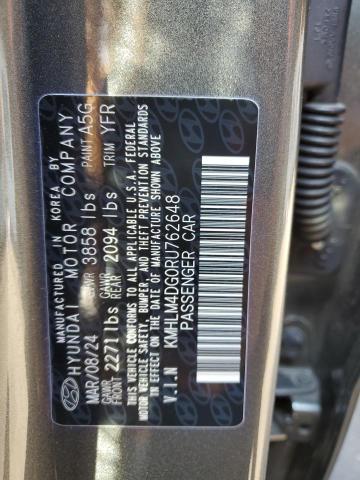 MANUFACTURED IN KOREA BY
HYUNDAI MOTOR COMPANY
MAR/08/24 GVWR 3858 lbs PAINT A5G
GAWR FRONT 2271 lbs GAWR REAR 2094 lbs TRIM YFR
THIS VEHICLE CONFORMS TO ALL APPLICABLE U.S.A. FEDERAL
MOTOR VEHICLE SAFETY, BUMPER, AND THEFT PREVENTION STANDARDS
IN EFFECT ON THE DATE OF MANUFACTURE SHOWN ABOVE.
V.I.N KMHLM4DG0RU762648
PASSENGER CAR